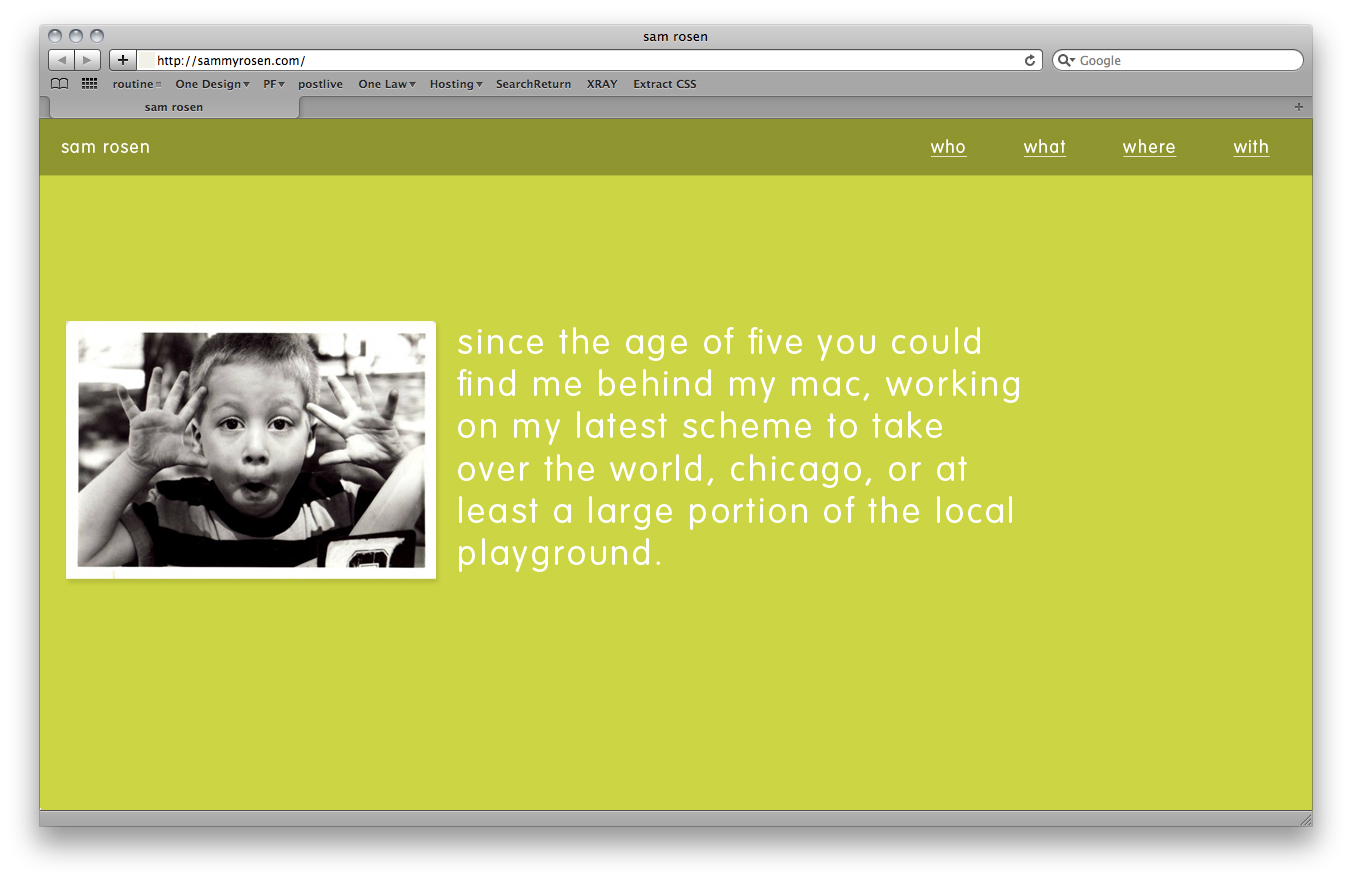 sam rosen
http://sammyrosen.com/
Google
routine One Design PF postlive One Law Hosting SearchReturn XRAY Extract CSS
sam rosen
sam rosen who what where with
since the age of five you could
find me behind my mac, working
on my latest scheme to take
over the world, chicago, or at
least a large portion of the local
playground.